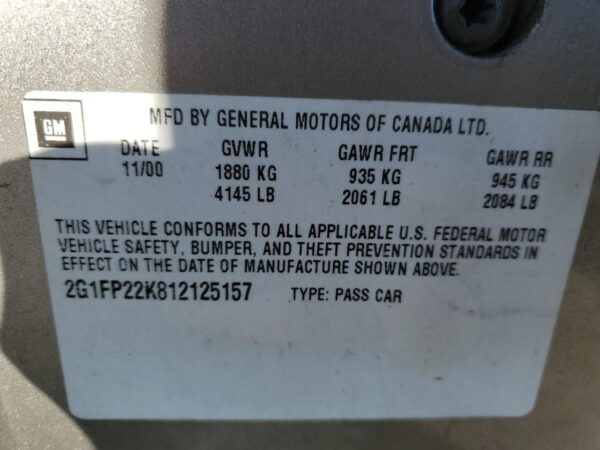 GM
MFD BY GENERAL MOTORS OF CANADA LTD.
DATE GVWR GAWR FRT GAWR RR
11/00 1880 KG 935 KG 945 KG
4145 LB 2061 LB 2084 LB
THIS VEHICLE CONFORMS TO ALL APPLICABLE U.S. FEDERAL MOTOR
VEHICLE SAFETY, BUMPER, AND THEFT PREVENTION STANDARDS IN
EFFECT ON THE DATE OF MANUFACTURE SHOWN ABOVE.
2G1FP22K812125157 TYPE: PASS CAR